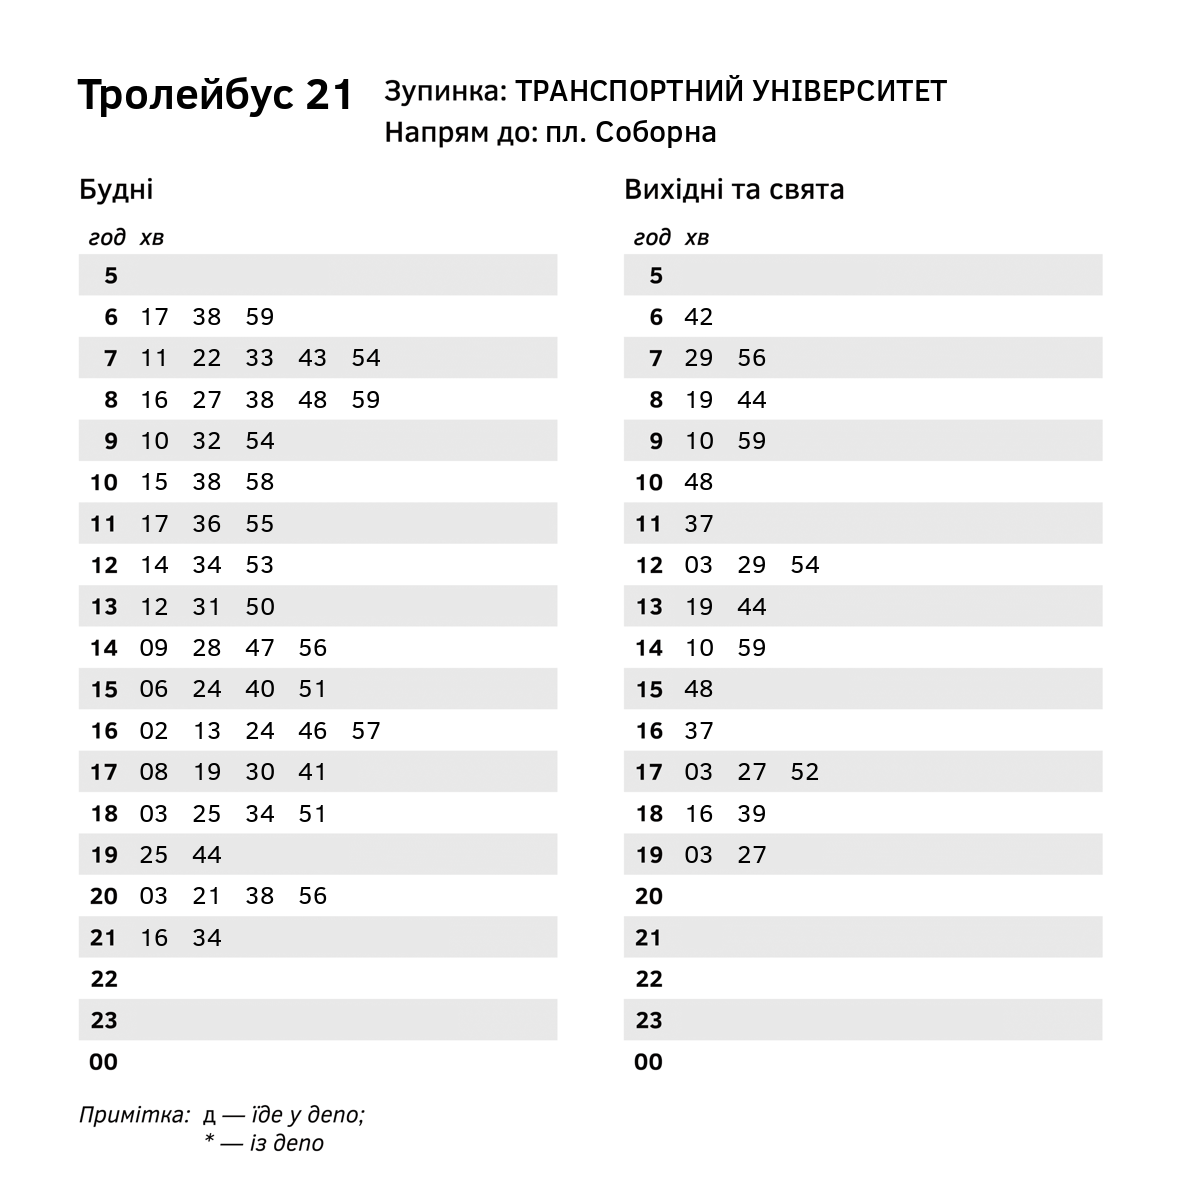 Тролейбус 21
Зупинка: ТРАНСПОРТНИЙ УНІВЕРСИТЕТ
Напрям до: пл. Соборна
Будні
год хв
5
6 17 38 59
7 11 22 33 43 54
8 16 27 38 48 59
9 10 32 54
10 15 38 58
11 17 36 55
12 14 34 53
13 12 31 50
14 09 28 47 56
15 06 24 40 51
16 02 13 24 46 57
17 08 19 30 41
18 03 25 34 51
19 25 44
20 03 21 38 56
21 16 34
22
23
00
Вихідні та свята
год хв
5
6 42
7 29 56
8 19 44
9 10 59
10 48
11 37
12 03 29 54
13 19 44
14 10 59
15 48
16 37
17 03 27 52
18 16 39
19 03 27
20
21
22
23
00
Примітка: д — їде у депо;
* — із депо